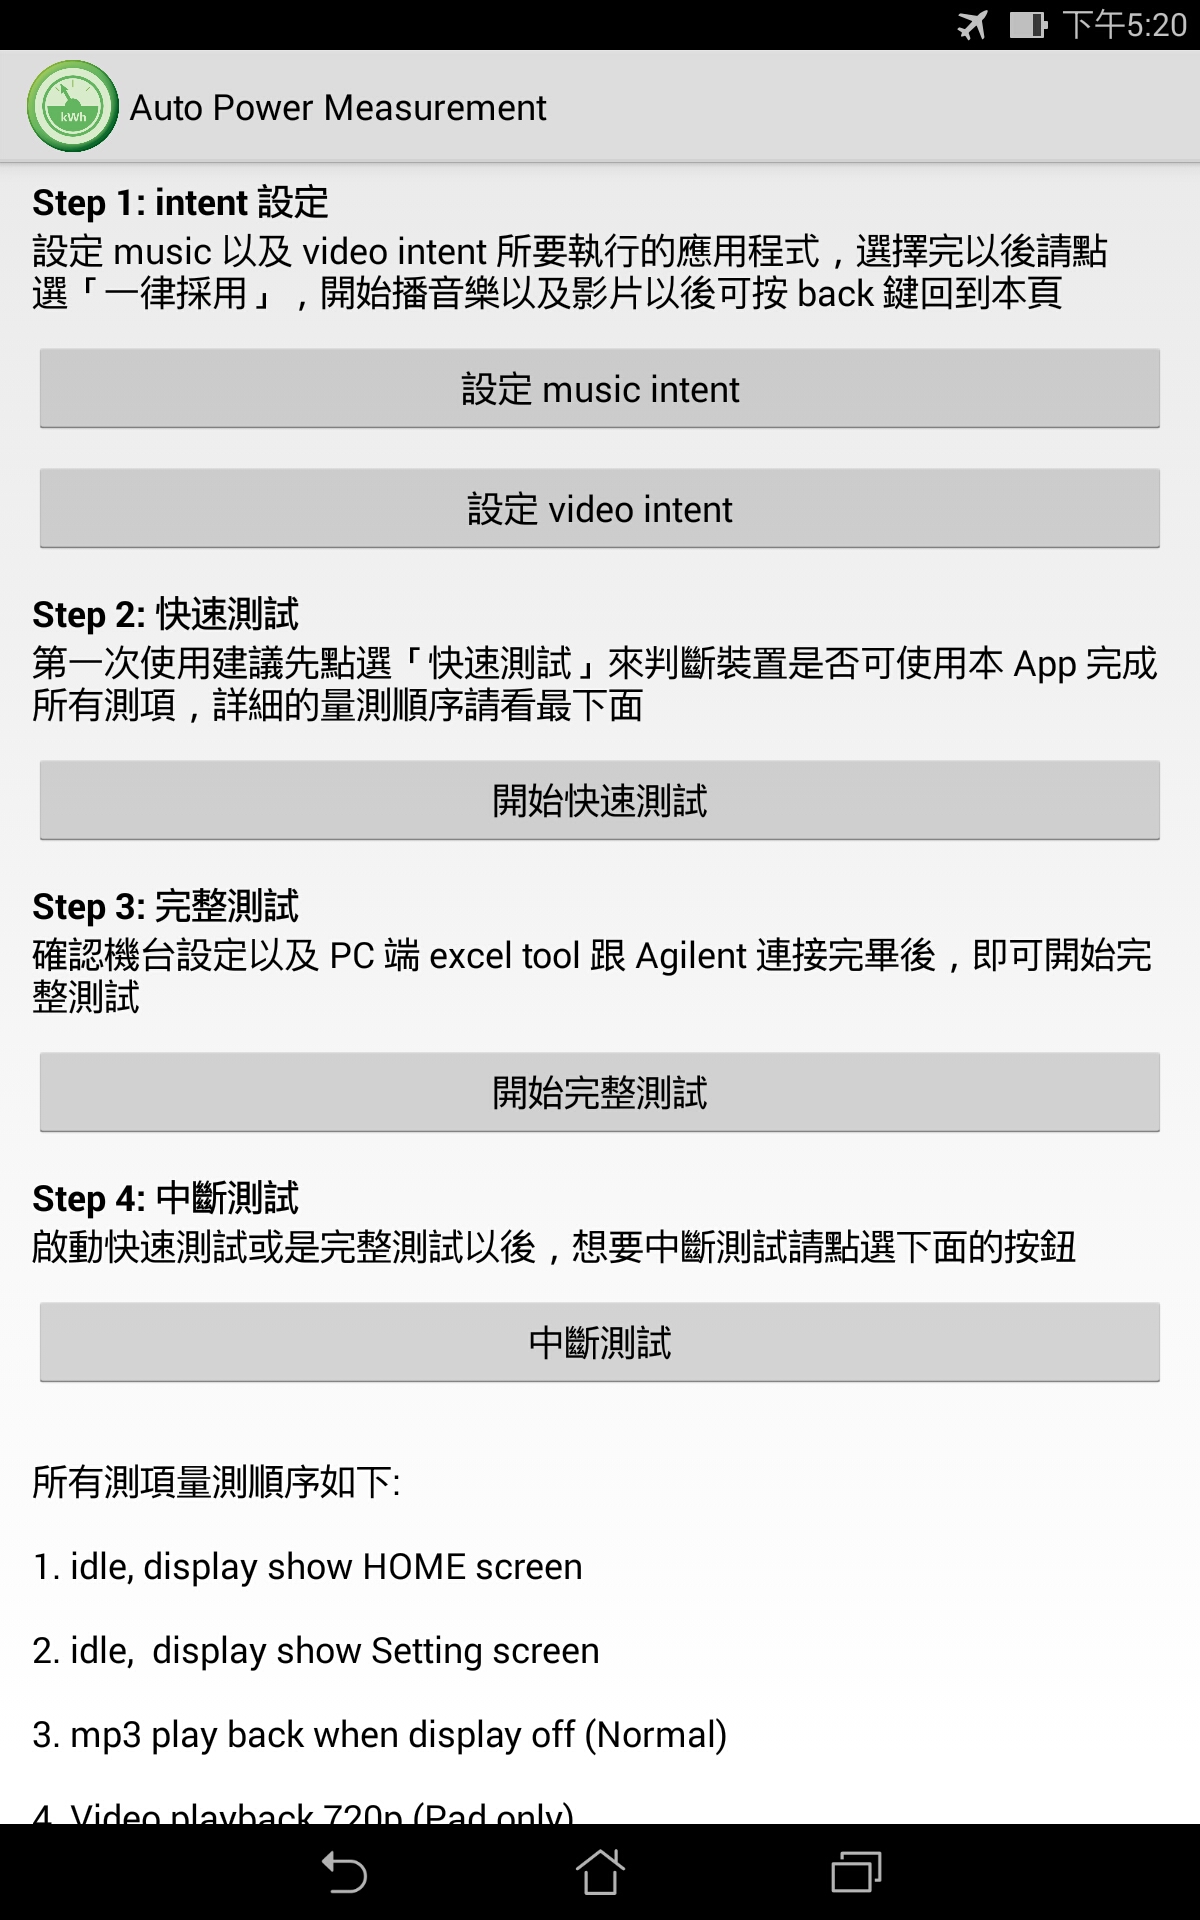 下午5:20
kWh
Auto Power Measurement
Step 1: intent 設定
設定 music 以及 video intent 所要執行的應用程式，選擇完以後請點
選「一律採用」，開始播音樂以及影片以後可按 back 鍵回到本頁
設定 music intent
設定 video intent
Step 2: 快速測試
第一次使用建議先點選「快速測試」來判斷裝置是否可使用本 App 完成
所有測項，詳細的量測順序請看最下面
開始快速測試
Step 3: 完整測試
確認機台設定以及 PC 端 excel tool 跟 Agilent 連接完畢後，即可開始完
整測試
開始完整測試
Step 4: 中斷測試
啟動快速測試或是完整測試以後，想要中斷測試請點選下面的按鈕
中斷測試
所有測項量測順序如下:
1. idle, display show HOME screen
2. idle,  display show Setting screen
3. mp3 play back when display off (Normal)
4. Video playback 720p (Pad only)